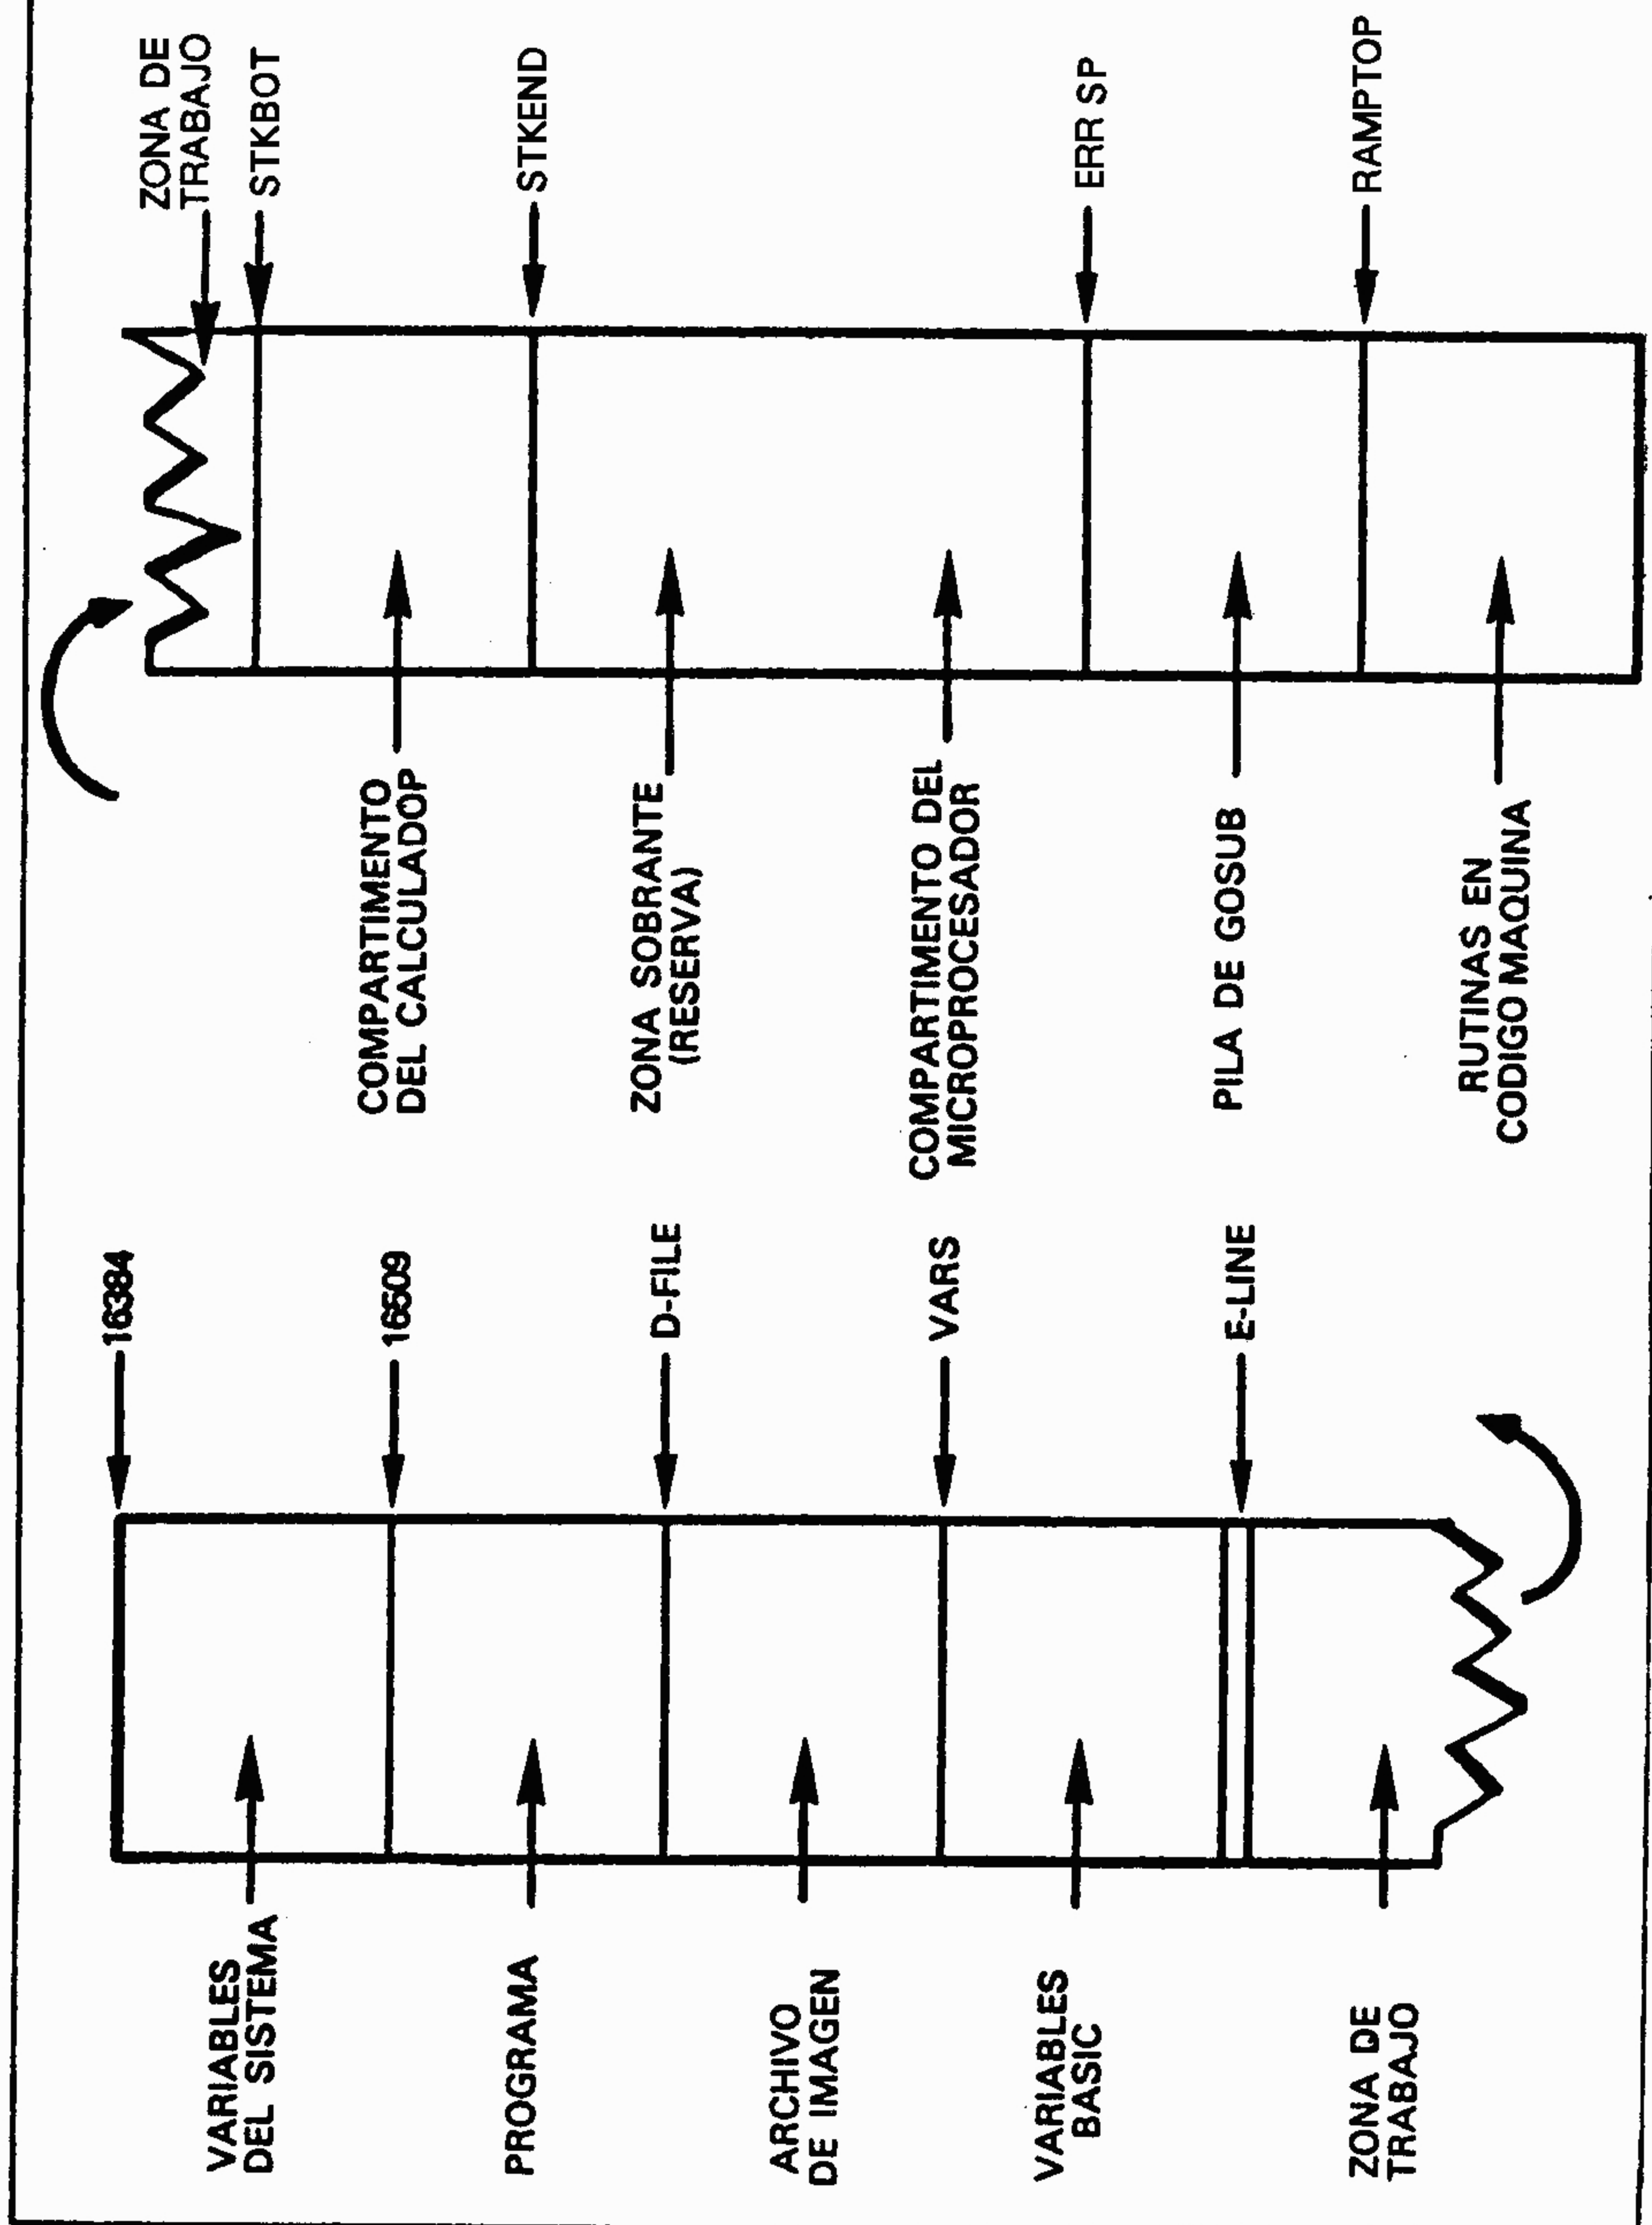 VARIABLES
DEL SISTEMA
PROGRAMA
ARCHIVO
DE IMAGEN
VARIABLES
BASIC
ZONA DE
TRABAJO
16384
16509
D-FILE
VARS
E-LINE
COMPARTIMENTO
DEL CALCULADOP
ZONA SOBRANTE
(RESERVA)
COMPARTIMENTO DEL
MICROPROCESADOR
PILA DE GOSUB
RUTINAS EN
CODIGO MAQUINA
ZONA DE
TRABAJO
STKBOT
STKEND
ERR SP
RAMPTOP